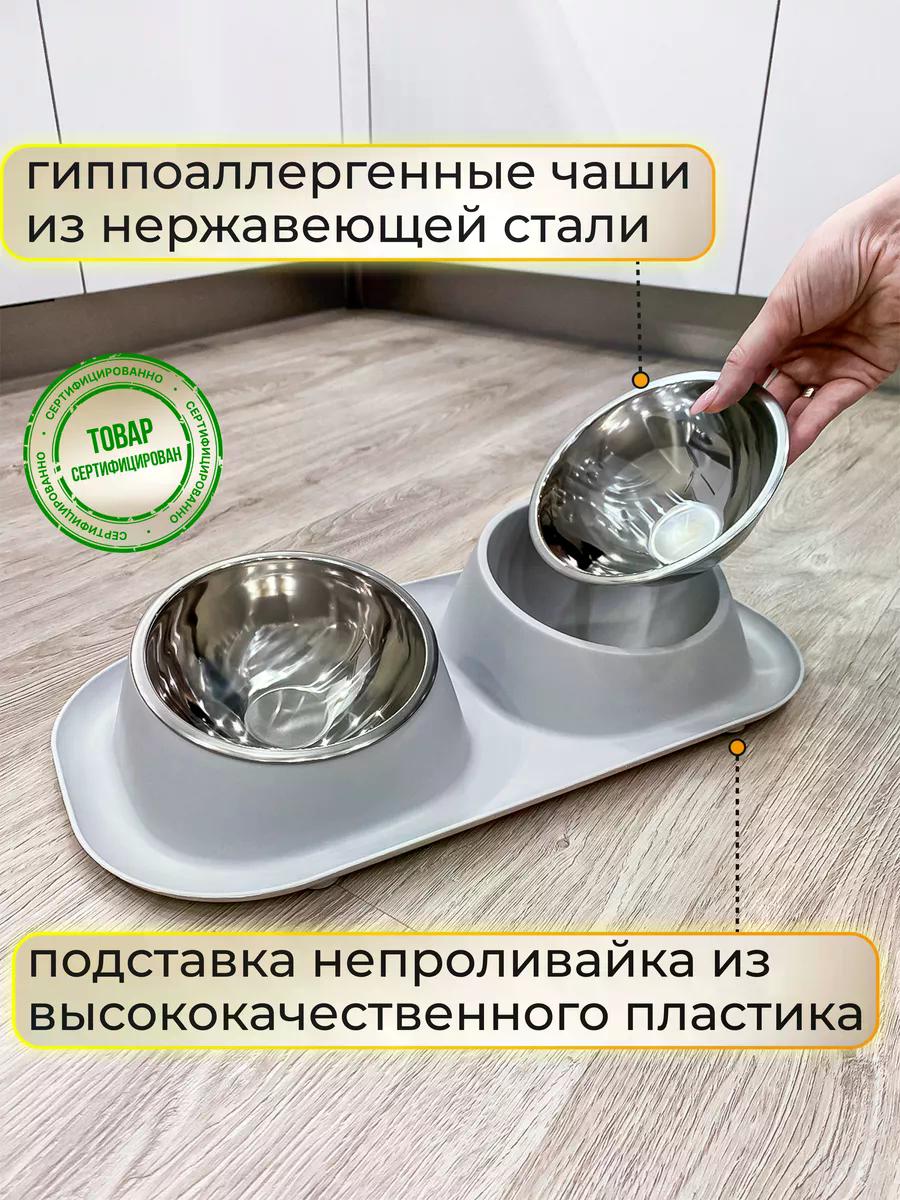 гиппоаллергенные чаши
из нержавеющей стали
СЕРТИФИЦИРОВАННО
СЕРТИФИЦИРОВАННО
СЕРТИФИЦИРОВАННО
ТОВАР
СЕРТИФИЦИРОВАН
подставка непроливайка из
высококачественного пластика